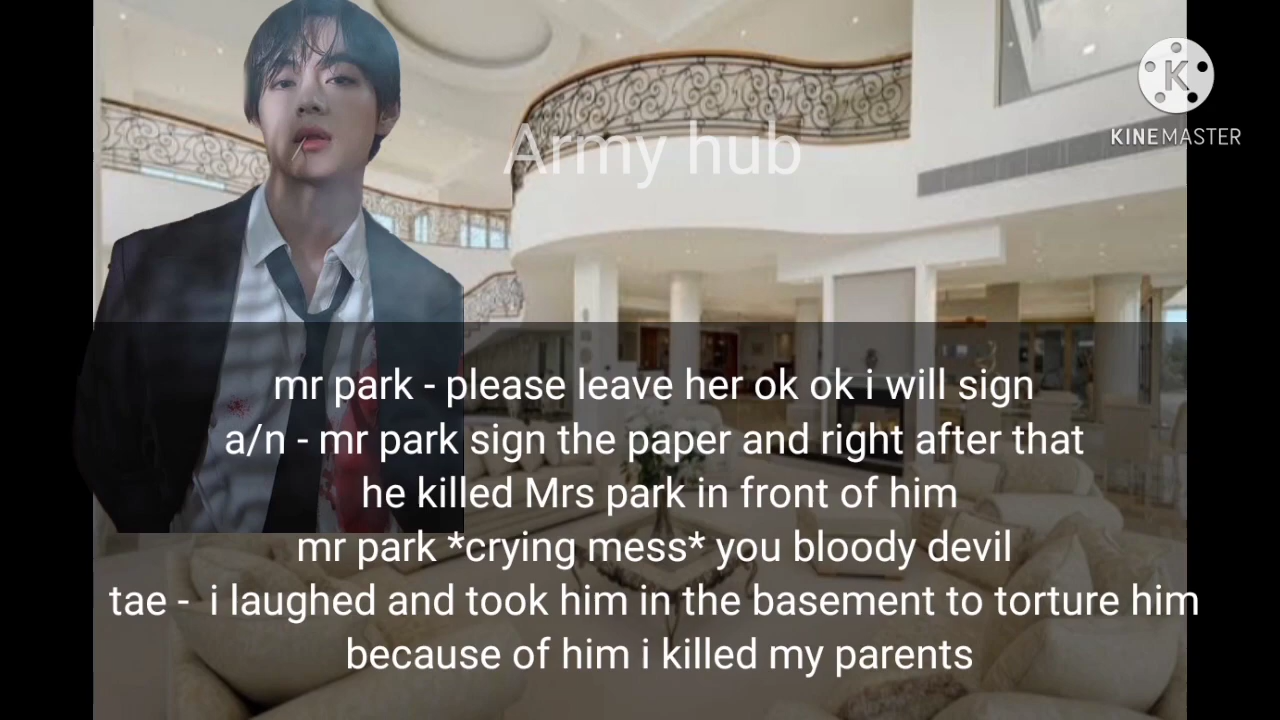 Army hub
KINEMASTER
mr park - please leave her ok ok i will sign
a/n - mr park sign the paper and right after that
he killed Mrs park in front of him
mr park *crying mess* you bloody devil
tae -  i laughed and took him in the basement to torture him
because of him i killed my parents